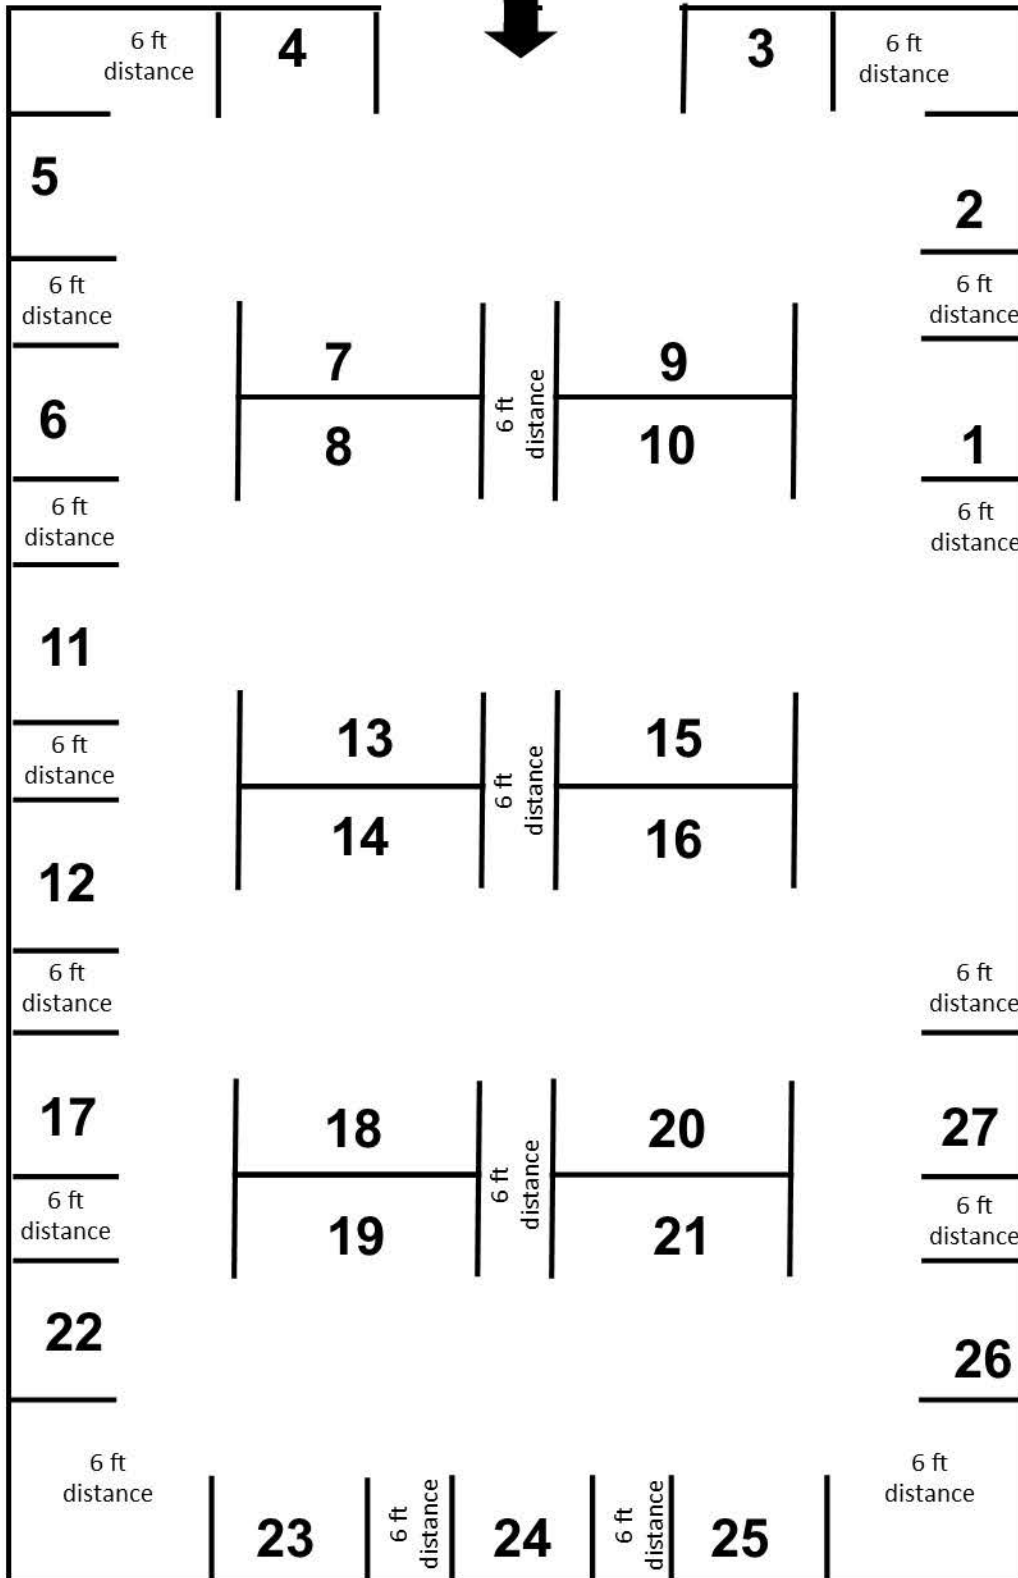 6 ft
distance
4
3
6 ft
distance
5
2
6 ft
distance
6 ft
distance
7
9
6 ft
distance
6
8
10
1
6 ft
distance
6 ft
distance
11
6 ft
distance
13
15
6 ft
distance
14
16
12
6 ft
distance
6 ft
distance
17
18
20
27
6 ft
distance
6 ft
distance
6 ft
distance
19
21
22
26
6 ft
distance
6 ft
distance
23
6 ft
distance
24
6 ft
distance
25